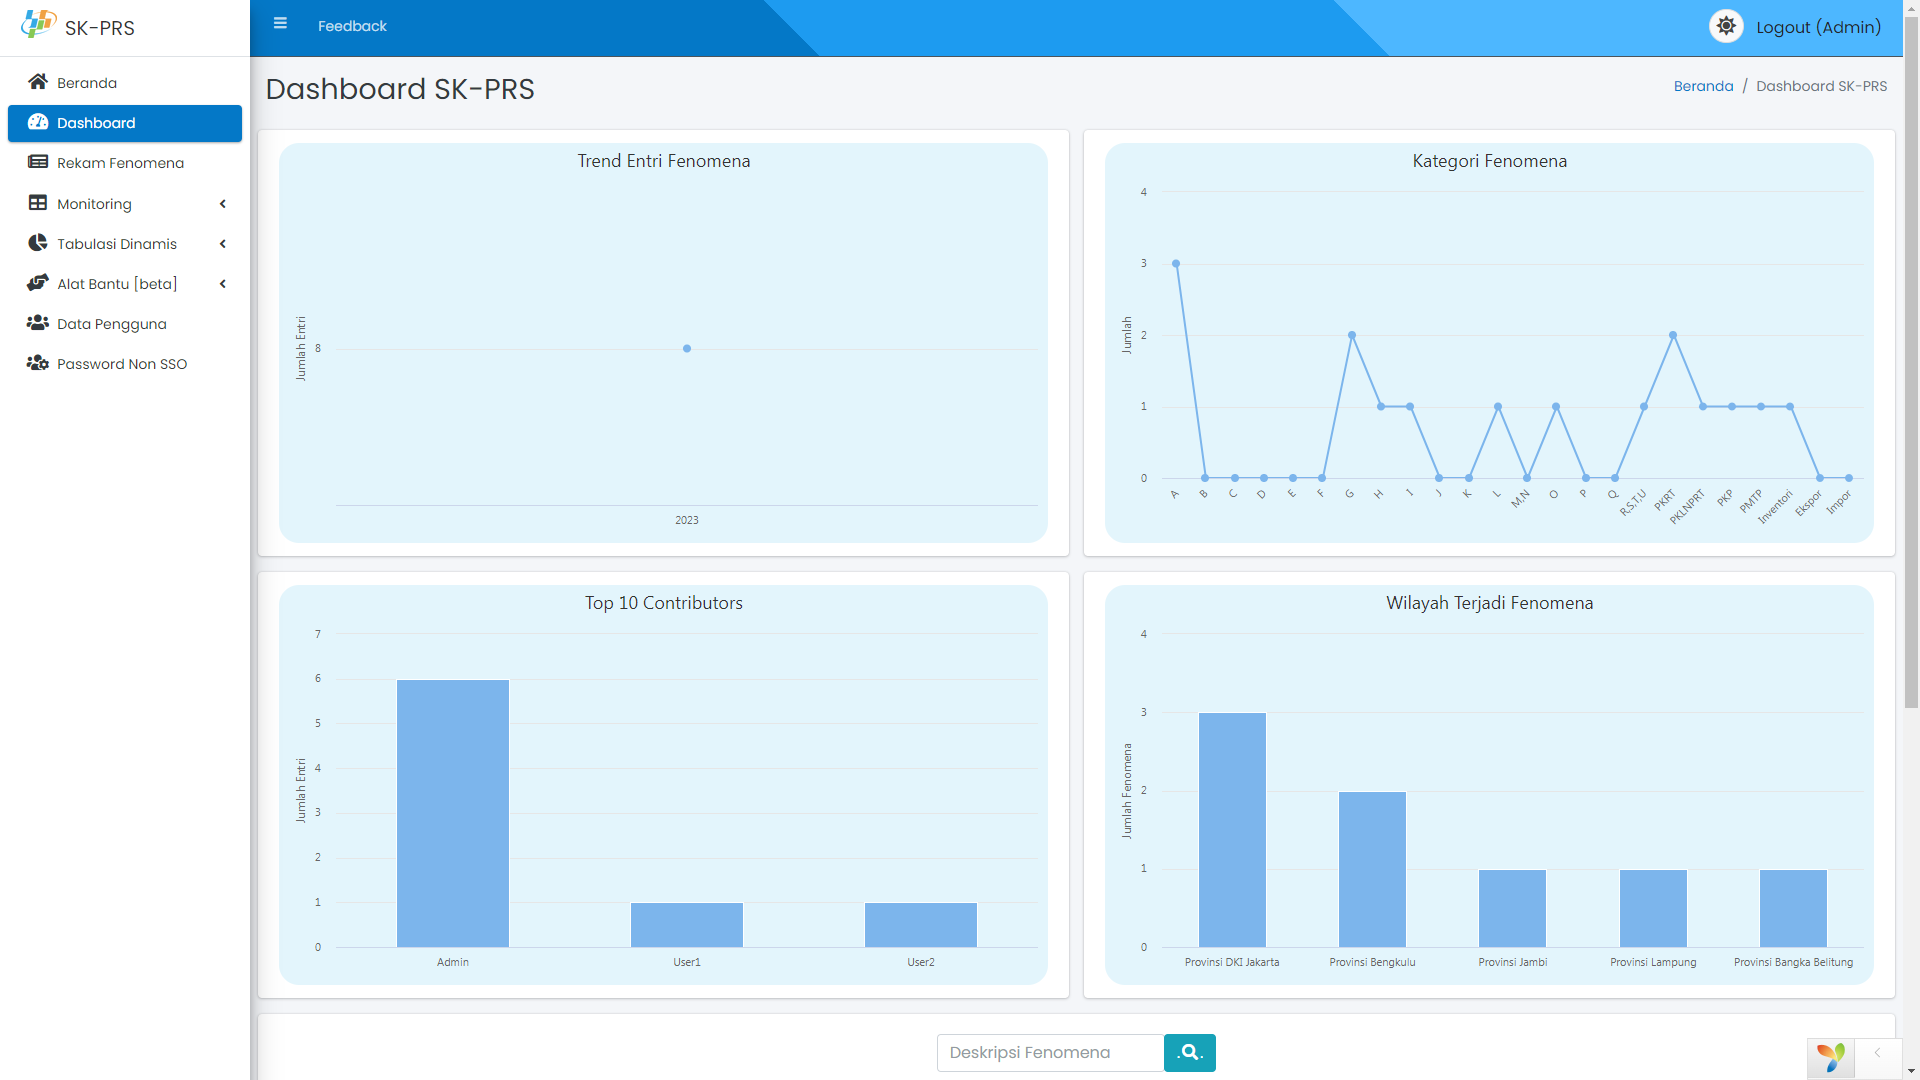 SK-PRS
Feedback
Logout (Admin)
Beranda
Dashboard
Rekam Fenomena
Monitoring
Tabulasi Dinamis
Alat Bantu [beta]
Data Pengguna
Password Non SSO
Dashboard SK-PRS
Beranda / Dashboard SK-PRS
Trend Entri Fenomena
Jumlah Entri
8
2023
Kategori Fenomena
Jumlah
4
3
2
1
0
A
B
C
D
E
F
G
H
I
J
K
L
M,N
O
P
Q
R,S,T,U
PKRT
PKLNPRT
PKP
PMTP
Inventori
Ekspor
Impor
Top 10 Contributors
Jumlah Entri
7
6
5
4
3
2
1
0
Admin
User1
User2
Wilayah Terjadi Fenomena
Jumlah Fenomena
4
3
2
1
0
Provinsi DKI Jakarta
Provinsi Bengkulu
Provinsi Jambi
Provinsi Lampung
Provinsi Bangka Belitung
Deskripsi Fenomena